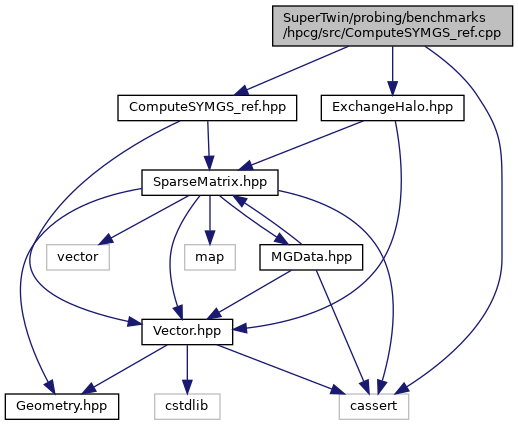 SuperTwin/probing/benchmarks
/hpcg/src/ComputeSYMGS_ref.cpp
ComputeSYMGS_ref.hpp
ExchangeHalo.hpp
SparseMatrix.hpp
vector
map
MGData.hpp
Vector.hpp
Geometry.hpp
cstdlib
cassert